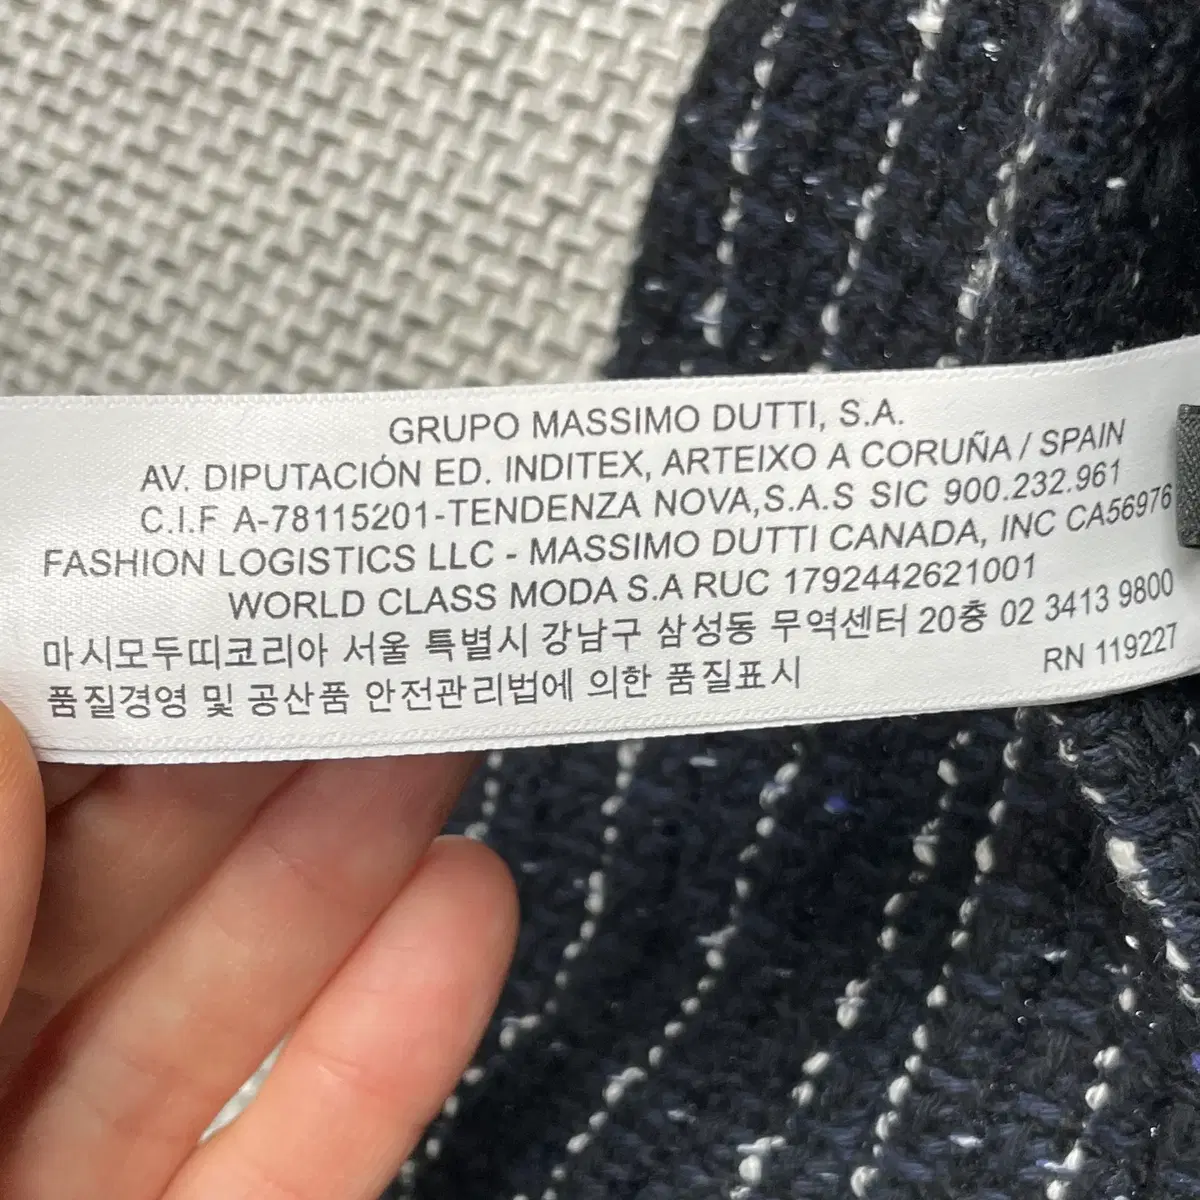 GRUPO MASSIMO DUTTI, S.A.
AV. DIPUTACIÓN ED. INDITEX, ARTEIXO A CORUÑA / SPAIN
C.I.F A-78115201-TENDENZA NOVA,S.A.S SIC 900.232.961
FASHION LOGISTICS LLC - MASSIMO DUTTI CANADA, INC CA56976
WORLD CLASS MODA S.A RUC 1792442621001
마시모두띠코리아 서울 특별시 강남구 삼성동 무역센터 20층 02 3413 9800
품질경영 및 공산품 안전관리법에 의한 품질표시
RN 119227